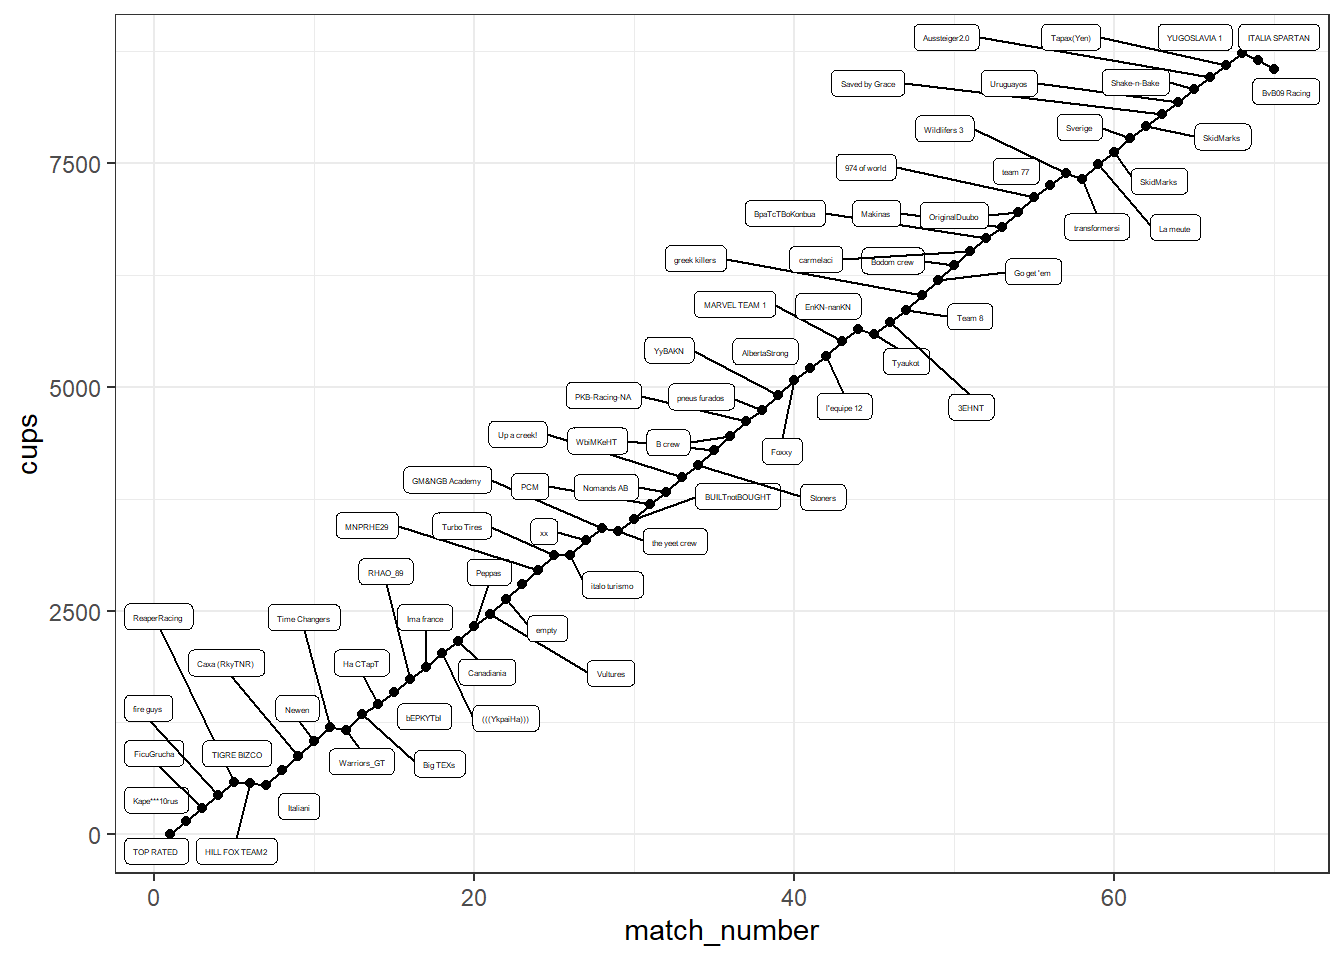 Aussteiger2.0
Tapax(Yen)
YUGOSLAVIA 1
ITALIA SPARTAN
Saved by Grace
Uruguayos
Shake-n-Bake
BvB09 Racing
Wildlifers 3
Sverige
SkidMarks
7500
974 of world
team 77
SkidMarks
BpaTcTBoKonbua
Makinas
OriginalDuubo
transformersi
La meute
greek killers
carmelaci
Bodom crew
Go get 'em
MARVEL TEAM 1
EnKN-nanKN
Team 8
YyBAKN
AlbertaStrong
Tyaukot
5000
PKB-Racing-NA
pneus furados
l'equipe 12
3EHNT
cups
Up a creek!
WbiMKeHT
B crew
Foxxy
GM&NGB Academy
PCM
Nomands AB
BUILTnotBOUGHT
Stoners
MNPRHE29
Turbo Tires
xx
the yeet crew
RHAO_89
Peppas
italo turismo
2500
ReaperRacing
Time Changers
Ima france
empty
Caxa (RkyTNR)
Ha CTapT
Canadiania
Vultures
fire guys
Newen
bEPKYTbI
(((YkpaiHa)))
FicuGrucha
TIGRE BIZCO
Warriors_GT
Big TEXs
Kape***10rus
Italiani
0
TOP RATED
HILL FOX TEAM2
0
20
40
60
match_number